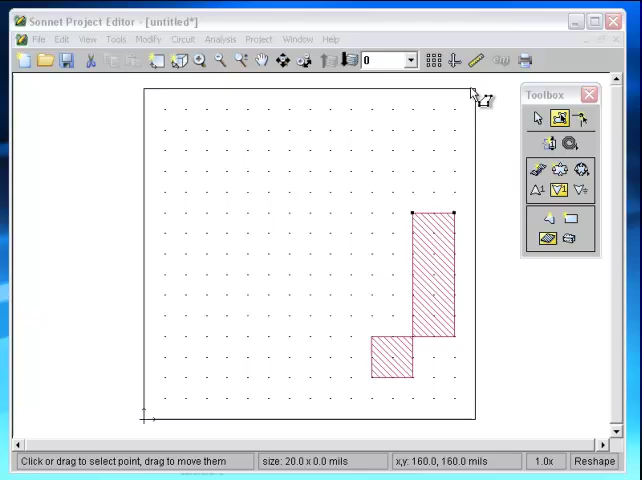 Sonnet Project Editor - [untitled*]
File Edit View Tools Modify Circuit Analysis Project Window Help
0
Toolbox
1 1
Click or drag to select point, drag to move them
size: 20.0 x 0.0 mils
x,y: 160.0, 160.0 mils
1.0x
Reshape